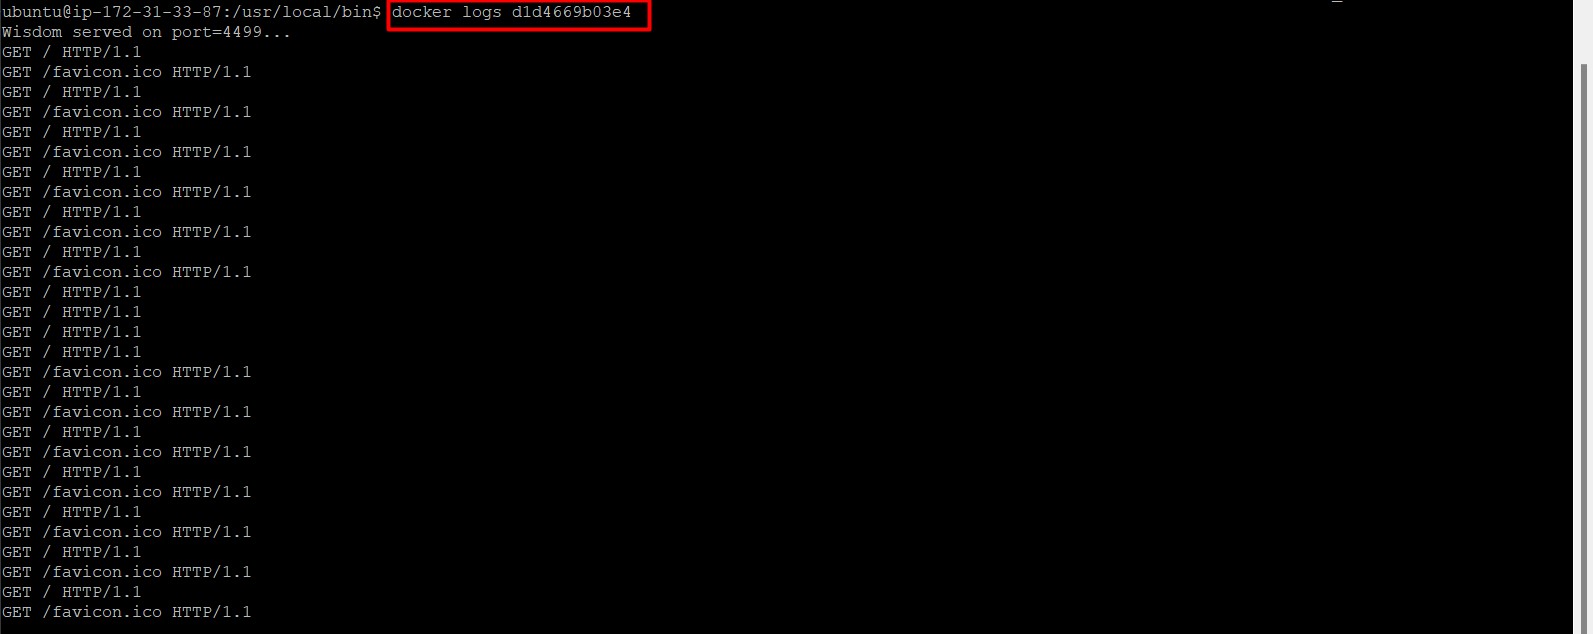 ubuntu@ip-172-31-33-87:/usr/local/bin$ docker logs d1d4669b03e4
Wisdom served on port=4499...
GET / HTTP/1.1
GET /favicon.ico HTTP/1.1
GET / HTTP/1.1
GET /favicon.ico HTTP/1.1
GET / HTTP/1.1
GET /favicon.ico HTTP/1.1
GET / HTTP/1.1
GET /favicon.ico HTTP/1.1
GET / HTTP/1.1
GET /favicon.ico HTTP/1.1
GET / HTTP/1.1
GET /favicon.ico HTTP/1.1
GET / HTTP/1.1
GET / HTTP/1.1
GET / HTTP/1.1
GET / HTTP/1.1
GET /favicon.ico HTTP/1.1
GET / HTTP/1.1
GET /favicon.ico HTTP/1.1
GET / HTTP/1.1
GET /favicon.ico HTTP/1.1
GET / HTTP/1.1
GET /favicon.ico HTTP/1.1
GET / HTTP/1.1
GET /favicon.ico HTTP/1.1
GET / HTTP/1.1
GET /favicon.ico HTTP/1.1
GET / HTTP/1.1
GET /favicon.ico HTTP/1.1